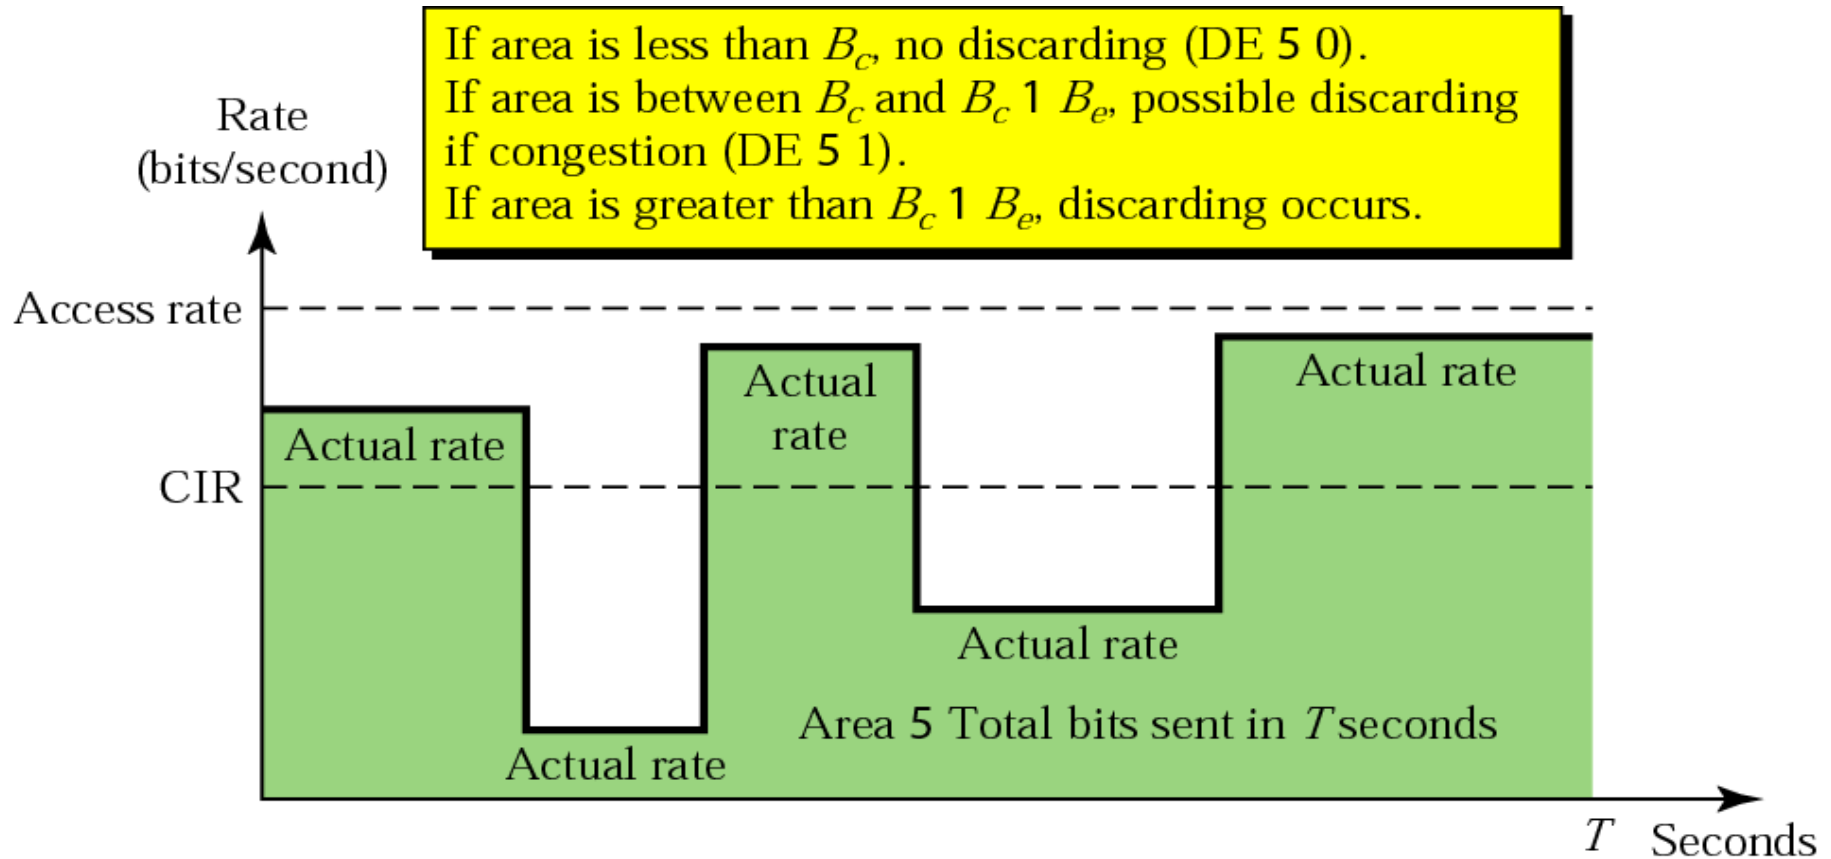 If area is less than Bc, no discarding (DE 5 0).
If area is between Bc and Bc 1 Be, possible discarding
if congestion (DE 5 1).
If area is greater than Bc 1 Be, discarding occurs.
Rate
(bits/second)
Access rate
Actual
rate
Actual rate
Actual rate
CIR
Actual rate
Area 5 Total bits sent in T seconds
Actual rate
T
Seconds